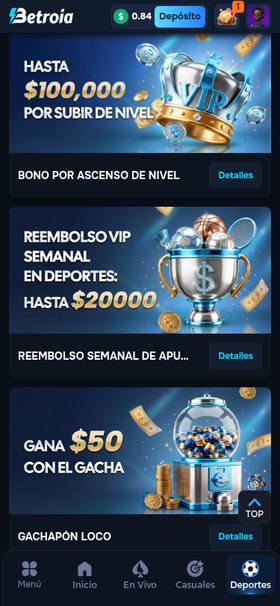 Betroia
$ 0.84 Depósito
1
HASTA
$100,000
POR SUBIR DE NIVEL
VIP
BONO POR ASCENSO DE NIVEL
Detalles
REEMBOLSO VIP
SEMANAL
EN DEPORTES:
HASTA $20000
$
REEMBOLSO SEMANAL DE APU...
Detalles
GANA $50
CON EL GACHA
TOP
GACHAPÓN LOCO
Detalles
Menú
Inicio
En Vivo
Casuales
Deportes